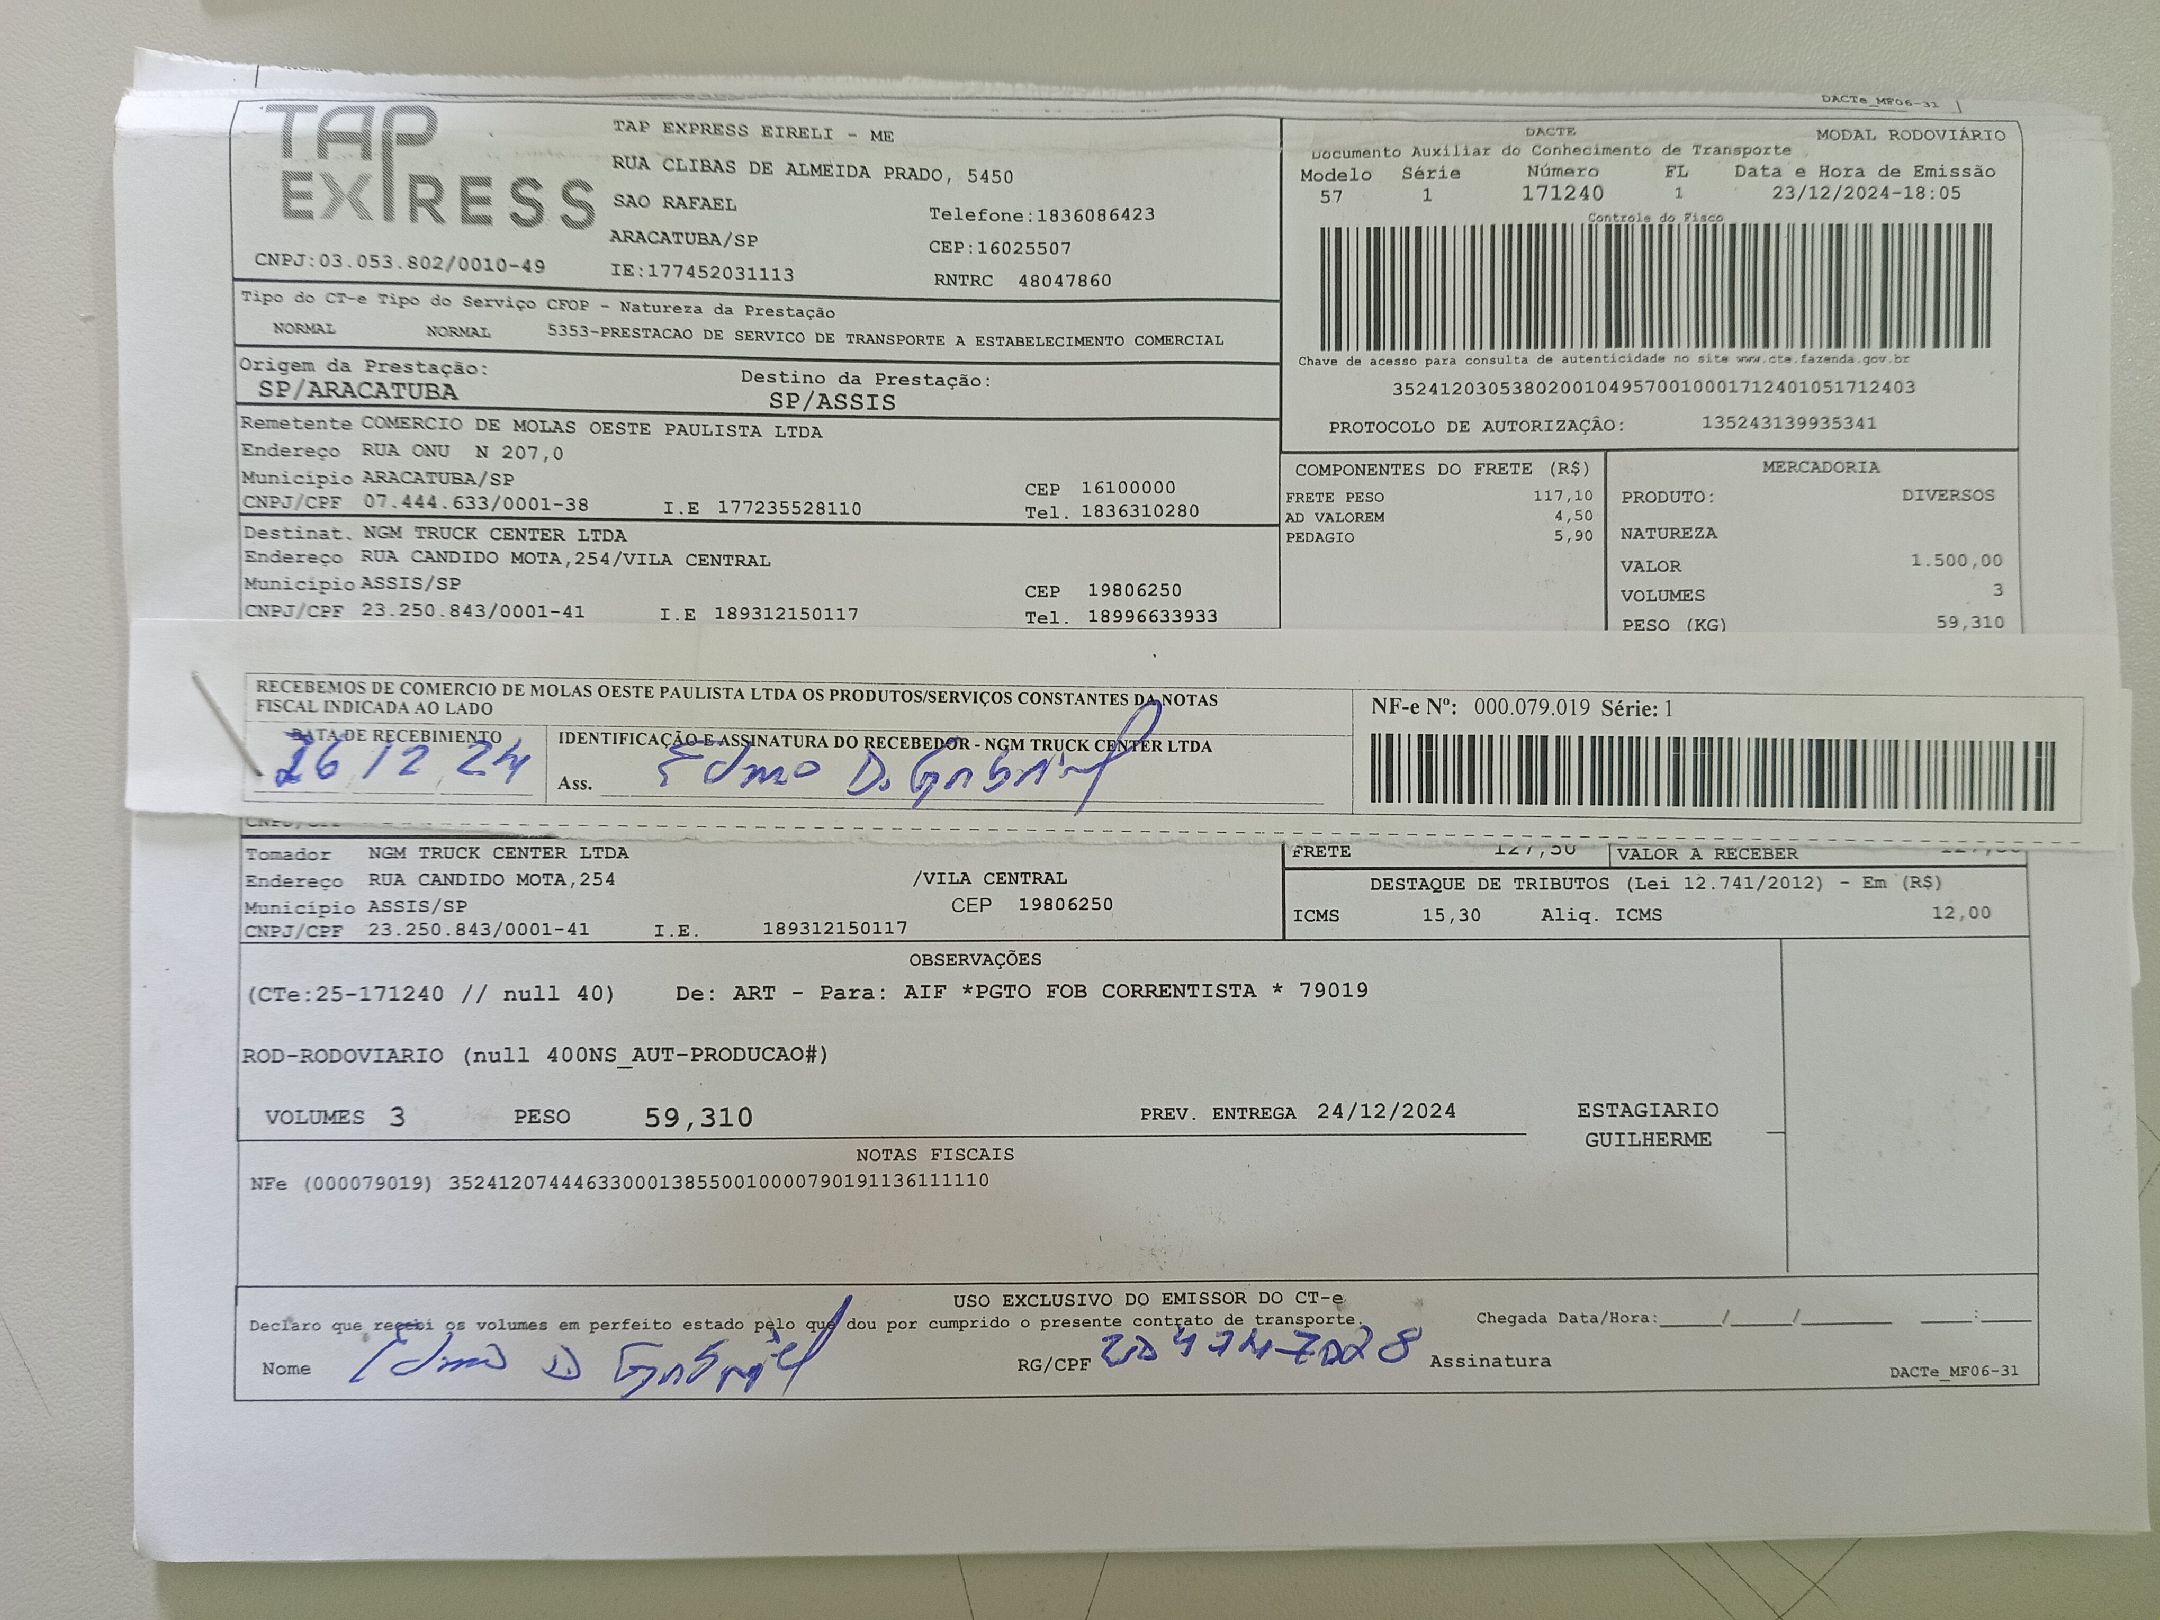 DACTe_MF06-31
TAP
EXPRESS
CNPJ:03.053.802/0010-49
TAP EXPRESS EIRELI - ME
RUA CLIBAS DE ALMEIDA PRADO, 5450
SAO RAFAEL
Telefone:1836086423
ARACATUBA/SP
CEP:16025507
IE:177452031113
RNTRC 48047860
DACTE
MODAL RODOVIÁRIO
Documento Auxiliar do Conhecimento de Transporte
Modelo Série Número FL Data e Hora de Emissão
57 1 171240 1 23/12/2024-18:05
Controle do Fisco
Chave de acesso para consulta de autenticidade no site www.cte.fazenda.gov.br
35241203053802001049570010001712401051712403
PROTOCOLO DE AUTORIZAÇÃO: 135243139935341
Tipo do CT-e Tipo do Serviço CFOP - Natureza da Prestação
NORMAL NORMAL 5353-PRESTACAO DE SERVICO DE TRANSPORTE A ESTABELECIMENTO COMERCIAL
Origem da Prestação: Destino da Prestação:
SP/ARACATUBA SP/ASSIS
Remetente COMERCIO DE MOLAS OESTE PAULISTA LTDA
Endereço RUA ONU N 207,0
Município ARACATUBA/SP CEP 16100000
CNPJ/CPF 07.444.633/0001-38 I.E 177235528110 Tel. 1836310280
Destinat. NGM TRUCK CENTER LTDA
Endereço RUA CANDIDO MOTA,254/VILA CENTRAL
Município ASSIS/SP CEP 19806250
CNPJ/CPF 23.250.843/0001-41 I.E 189312150117 Tel. 18996633933
COMPONENTES DO FRETE (R$)
FRETE PESO 117,10
AD VALOREM 4,50
PEDAGIO 5,90
MERCADORIA
PRODUTO: DIVERSOS
NATUREZA
VALOR 1.500,00
VOLUMES 3
PESO (KG) 59,310
RECEBEMOS DE COMERCIO DE MOLAS OESTE PAULISTA LTDA OS PRODUTOS/SERVIÇOS CONSTANTES DA NOTAS
FISCAL INDICADA AO LADO
DATA DE RECEBIMENTO
26 12 24
IDENTIFICAÇÃO E ASSINATURA DO RECEBEDOR - NGM TRUCK CENTER LTDA
Ass. Edmo D. Gabriel
NF-e Nº: 000.079.019 Série: 1
CNPJ/CPF
Tomador NGM TRUCK CENTER LTDA
Endereço RUA CANDIDO MOTA,254 /VILA CENTRAL
Município ASSIS/SP CEP 19806250
CNPJ/CPF 23.250.843/0001-41 I.E. 189312150117
FRETE 127,50 VALOR A RECEBER
DESTAQUE DE TRIBUTOS (Lei 12.741/2012) - Em (R$)
ICMS 15,30 Aliq. ICMS 12,00
OBSERVAÇÕES
(CTe:25-171240 // null 40) De: ART - Para: AIF *PGTO FOB CORRENTISTA * 79019
ROD-RODOVIARIO (null 400NS_AUT-PRODUCAO#)
VOLUMES 3 PESO 59,310 PREV. ENTREGA 24/12/2024
ESTAGIARIO
GUILHERME
NOTAS FISCAIS
NFe (000079019) 35241207444633000138550010000790191136111110
USO EXCLUSIVO DO EMISSOR DO CT-e
Declaro que recebi os volumes em perfeito estado pelo que dou por cumprido o presente contrato de transporte.
Chegada Data/Hora:_____/_____/_______ ____:____
Nome Edmo D Gabriel RG/CPF Assinatura
DACTe_MF06-31